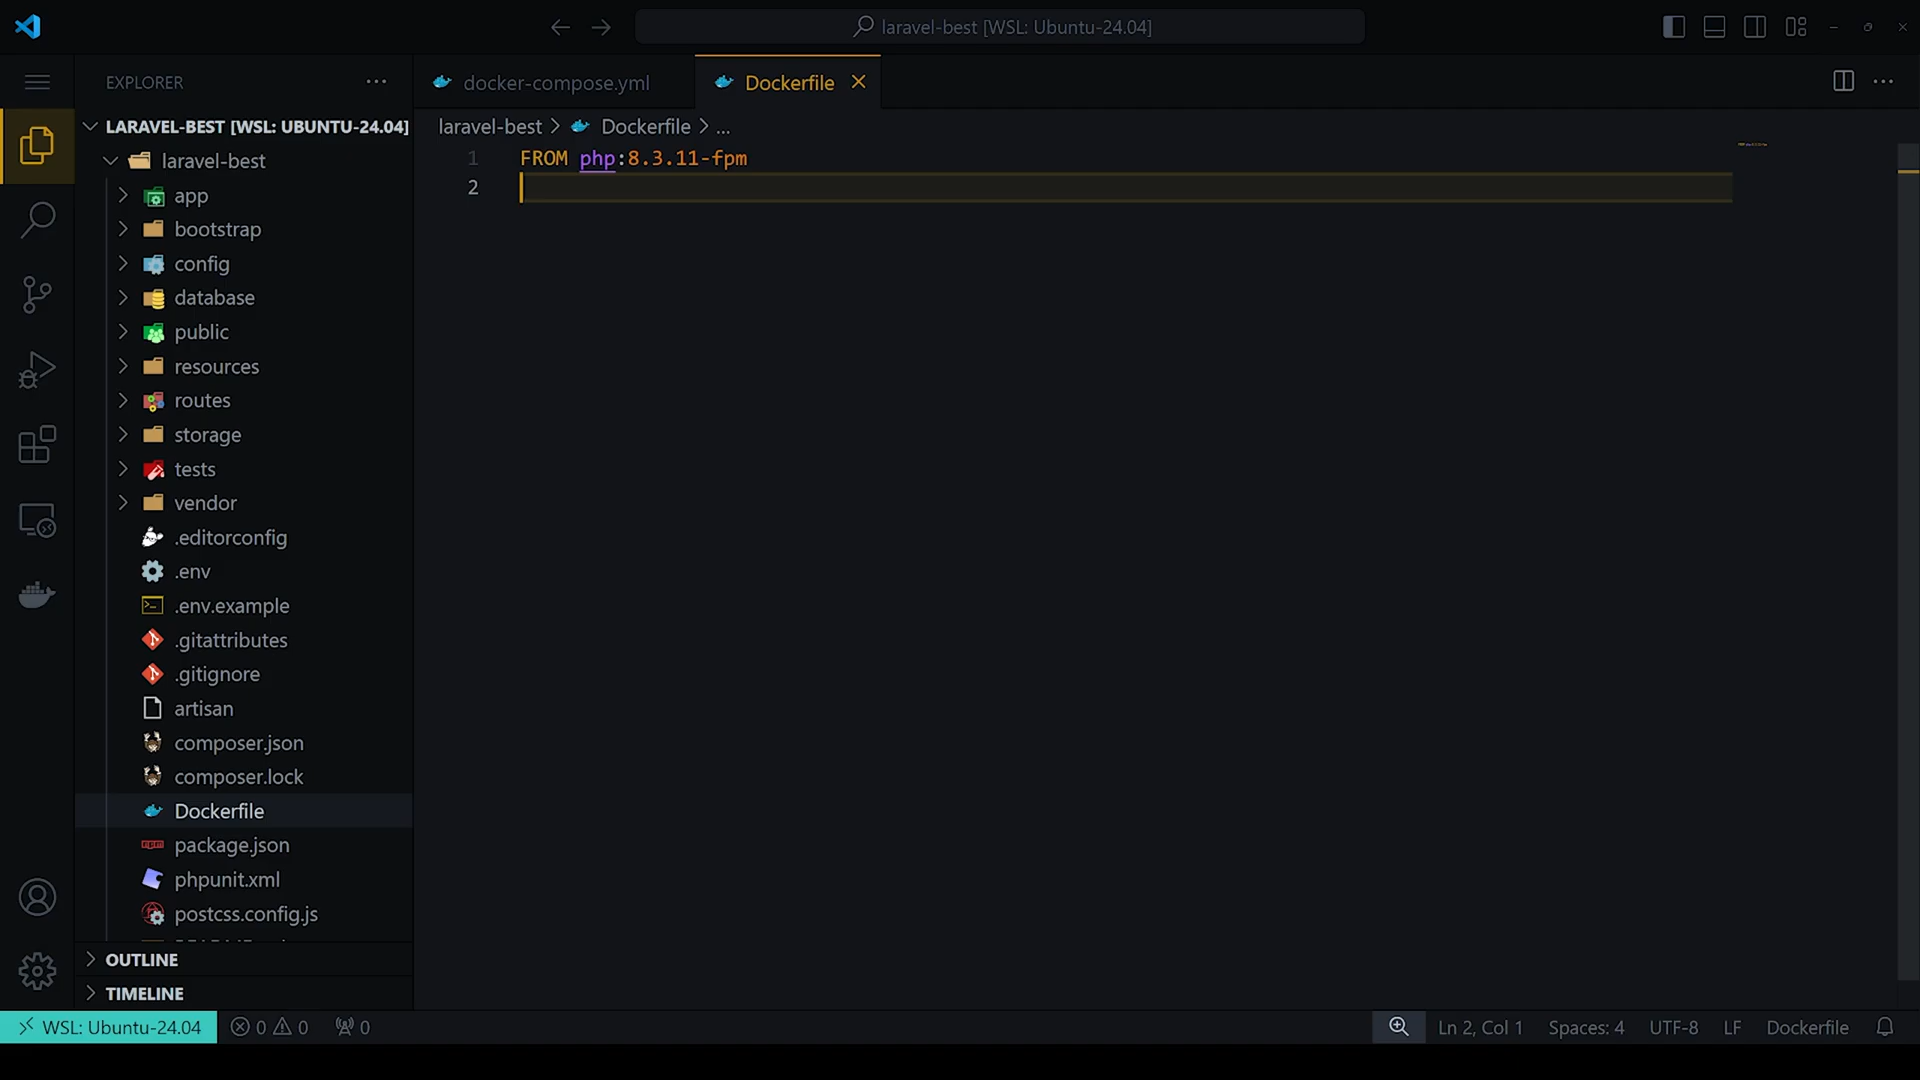 laravel-best [WSL: Ubuntu-24.04]
EXPLORER
docker-compose.yml
Dockerfile
LARAVEL-BEST [WSL: UBUNTU-24.04]
laravel-best
app
bootstrap
config
database
public
resources
routes
storage
tests
vendor
.editorconfig
.env
.env.example
.gitattributes
.gitignore
artisan
composer.json
composer.lock
Dockerfile
package.json
phpunit.xml
postcss.config.js
OUTLINE
TIMELINE
laravel-best > Dockerfile > ...
1 FROM php:8.3.11-fpm
2
WSL: Ubuntu-24.04 0 0 0
Ln 2, Col 1 Spaces: 4 UTF-8 LF Dockerfile